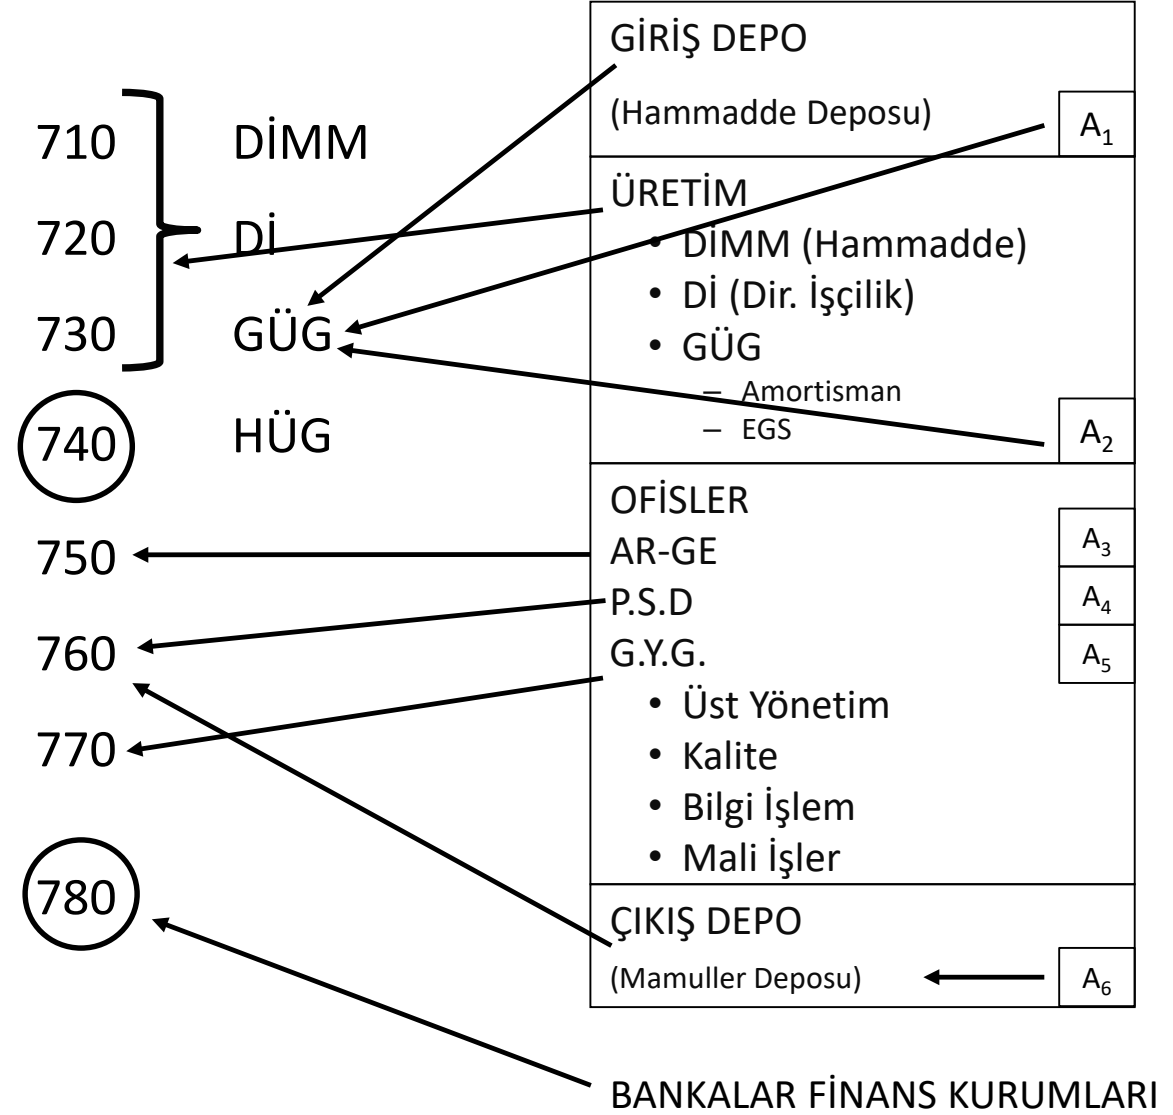 GİRİŞ DEPO
(Hammadde Deposu)
A1
710 DİMM
ÜRETİM
720 Dİ
• DİMM (Hammadde)
• Dİ (Dir. İşçilik)
730 GÜG
• GÜG
– Amortisman
– EGS
A2
740 HÜG
OFİSLER
750
AR-GE
A3
P.S.D
A4
760
G.Y.G.
A5
• Üst Yönetim
770
• Kalite
• Bilgi İşlem
• Mali İşler
780
ÇIKIŞ DEPO
(Mamuller Deposu)
A6
BANKALAR FİNANS KURUMLARI